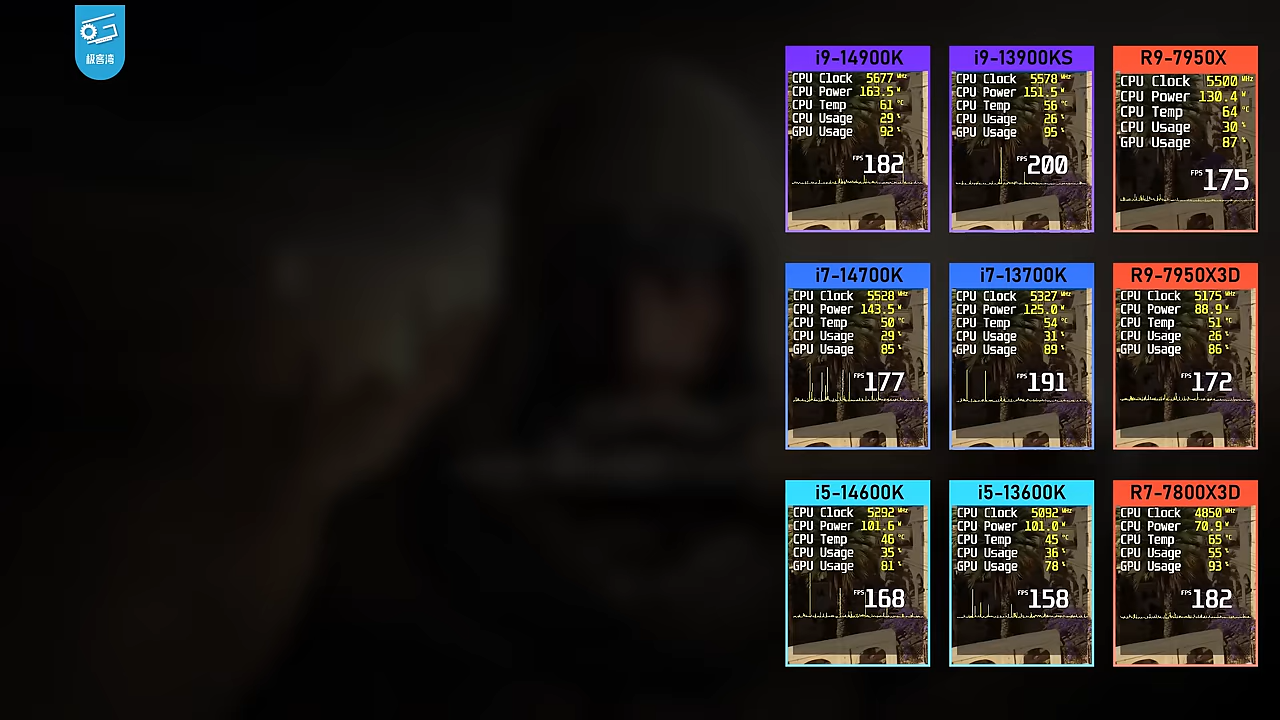 极客湾
i9-14900K
CPU Clock 5677 MHz
CPU Power 163.5 W
CPU Temp 61 °C
CPU Usage 29 %
GPU Usage 92 %
FPS 182
i9-13900KS
CPU Clock 5578 MHz
CPU Power 151.5 W
CPU Temp 56 °C
CPU Usage 26 %
GPU Usage 95 %
FPS 200
R9-7950X
CPU Clock 5500 MHz
CPU Power 130.4 W
CPU Temp 64 °C
CPU Usage 30 %
GPU Usage 87 %
FPS 175
i7-14700K
CPU Clock 5528 MHz
CPU Power 143.5 W
CPU Temp 50 °C
CPU Usage 29 %
GPU Usage 85 %
FPS 177
i7-13700K
CPU Clock 5327 MHz
CPU Power 125.0 W
CPU Temp 54 °C
CPU Usage 31 %
GPU Usage 89 %
FPS 191
R9-7950X3D
CPU Clock 5175 MHz
CPU Power 88.9 W
CPU Temp 51 °C
CPU Usage 26 %
GPU Usage 86 %
FPS 172
i5-14600K
CPU Clock 5292 MHz
CPU Power 101.6 W
CPU Temp 46 °C
CPU Usage 35 %
GPU Usage 81 %
FPS 168
i5-13600K
CPU Clock 5092 MHz
CPU Power 101.0 W
CPU Temp 45 °C
CPU Usage 36 %
GPU Usage 78 %
FPS 158
R7-7800X3D
CPU Clock 4850 MHz
CPU Power 70.9 W
CPU Temp 65 °C
CPU Usage 55 %
GPU Usage 93 %
FPS 182